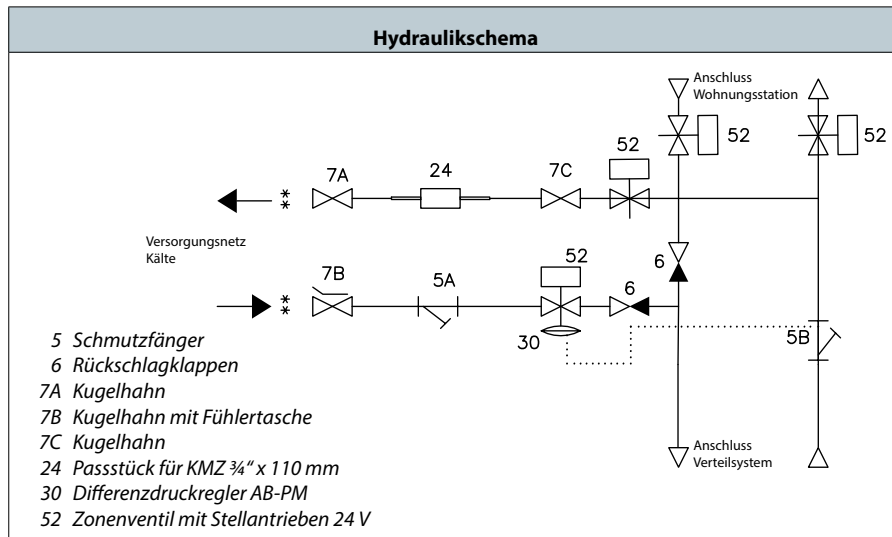 Hydraulikschema
Anschluss
Wohnungsstation
52
52
7A
24
7C
52
**
Versorgungsnetz
Kälte
6
7B
5A
52
6
**
30
5B
5 Schmutzfänger
6 Rückschlagklappen
7A Kugelhahn
7B Kugelhahn mit Fühlertasche
7C Kugelhahn
24 Passstück für KMZ ¾“ x 110 mm
30 Differenzdruckregler AB-PM
52 Zonenventil mit Stellantrieben 24 V
Anschluss
Verteilsystem